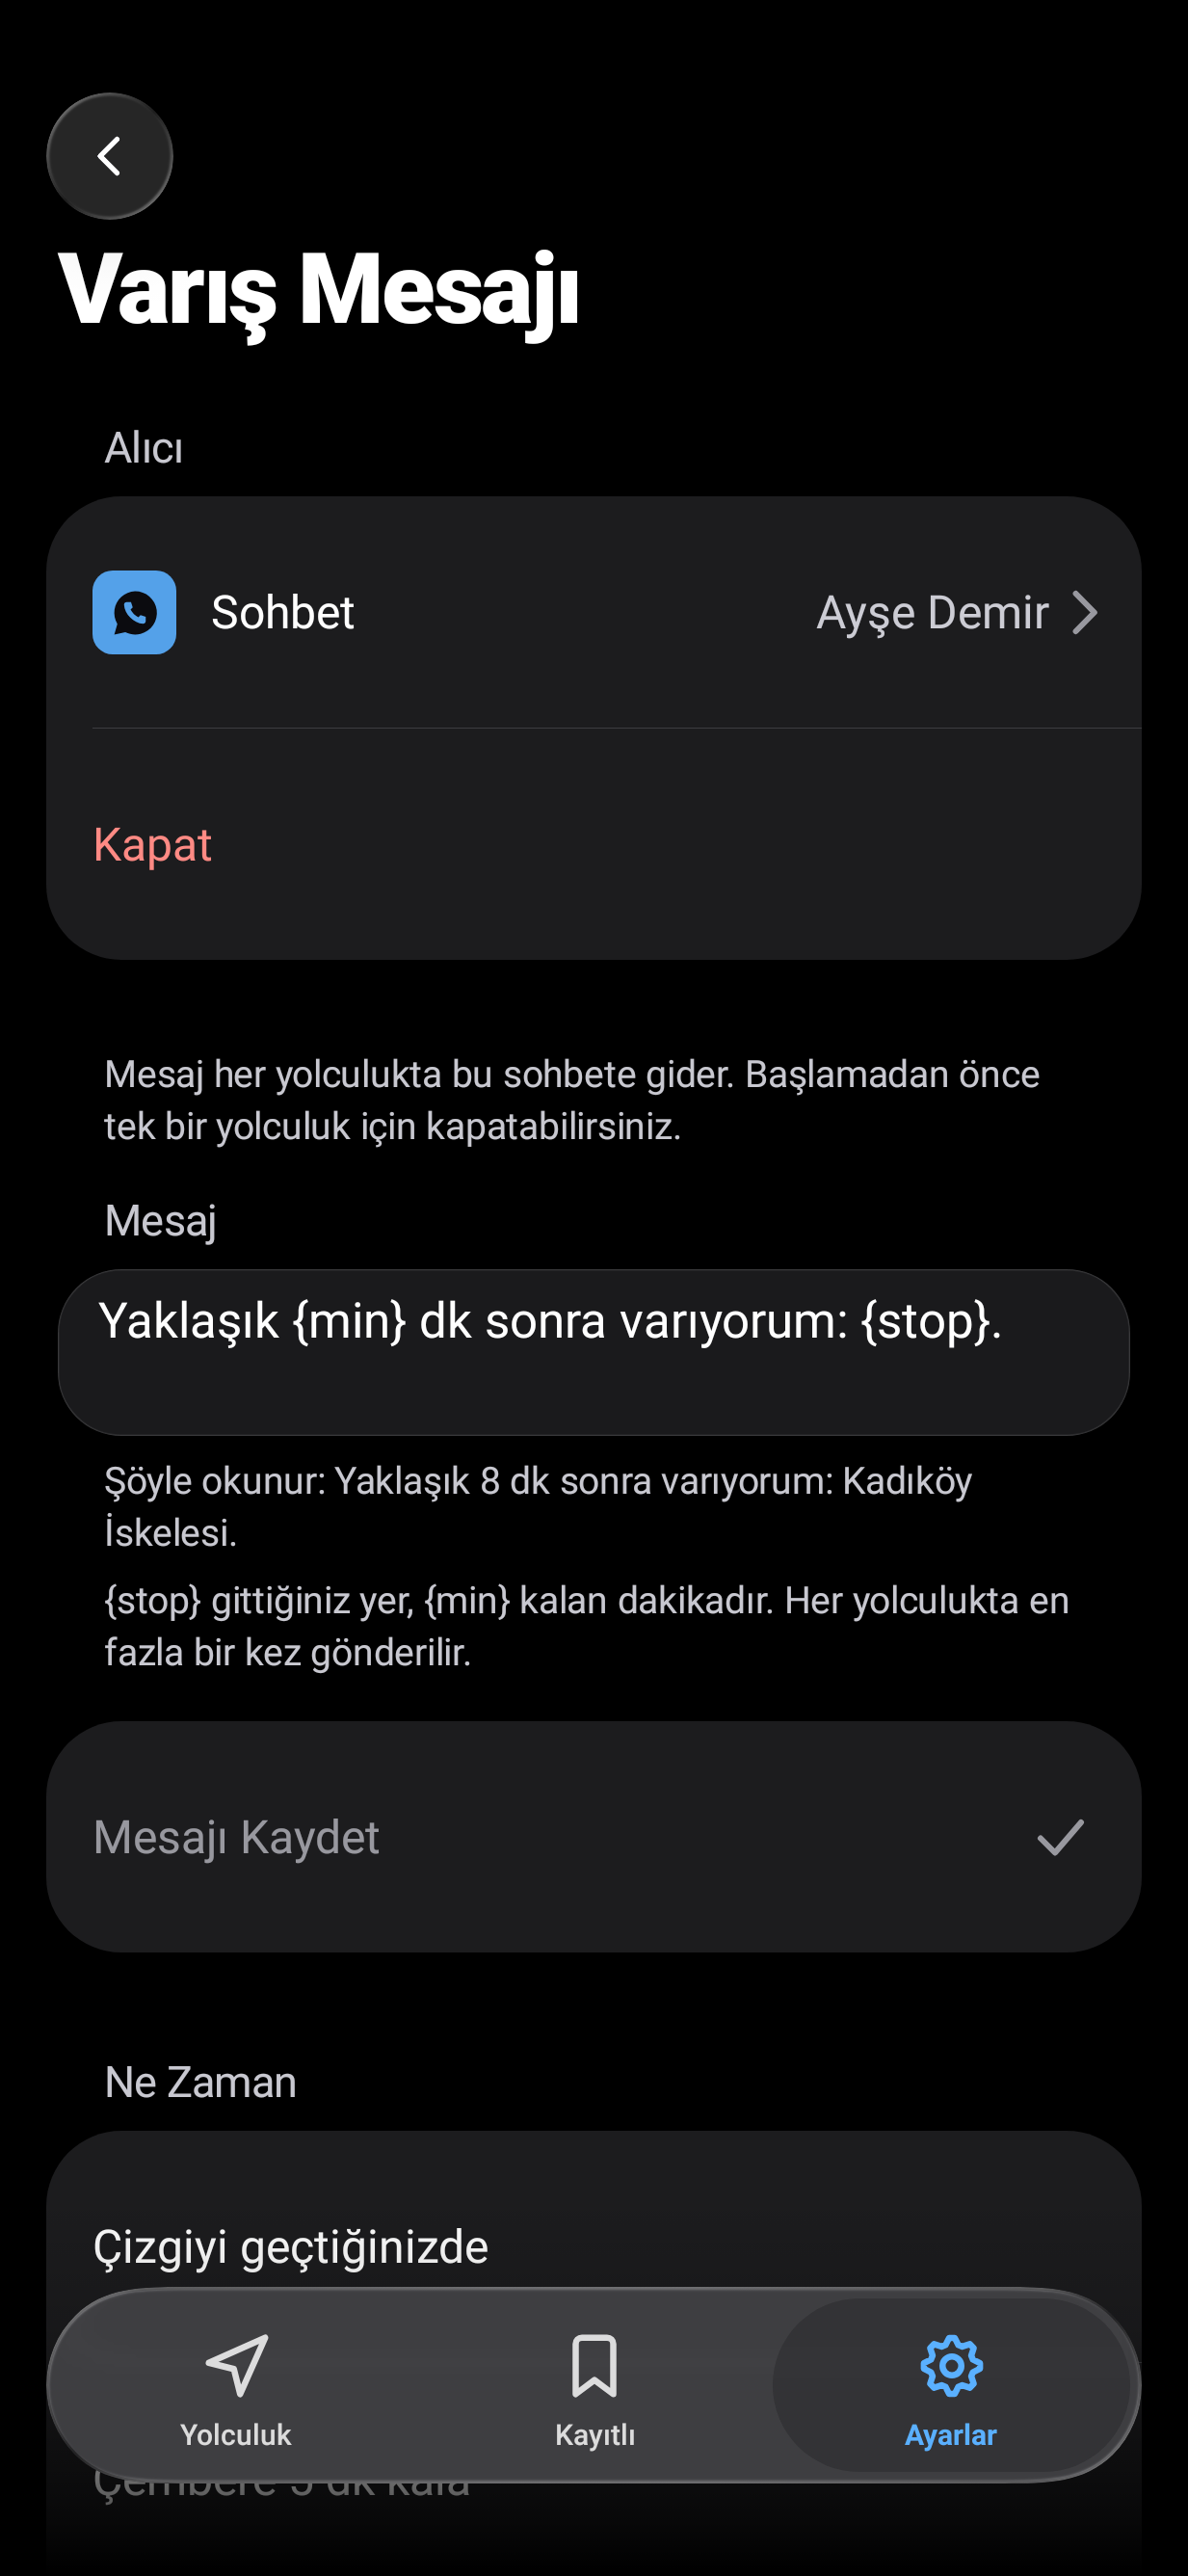 Varış Mesajı
Alıcı
Sohbet
Ayşe Demir
Kapat
Mesaj her yolculukta bu sohbete gider. Başlamadan önce
tek bir yolculuk için kapatabilirsiniz.
Mesaj
Yaklaşık {min} dk sonra varıyorum: {stop}.
Şöyle okunur: Yaklaşık 8 dk sonra varıyorum: Kadıköy
İskelesi.
{stop} gittiğiniz yer, {min} kalan dakikadır. Her yolculukta en
fazla bir kez gönderilir.
Mesajı Kaydet
Ne Zaman
Çizgiyi geçtiğinizde
Yolculuk
Kayıtlı
Ayarlar